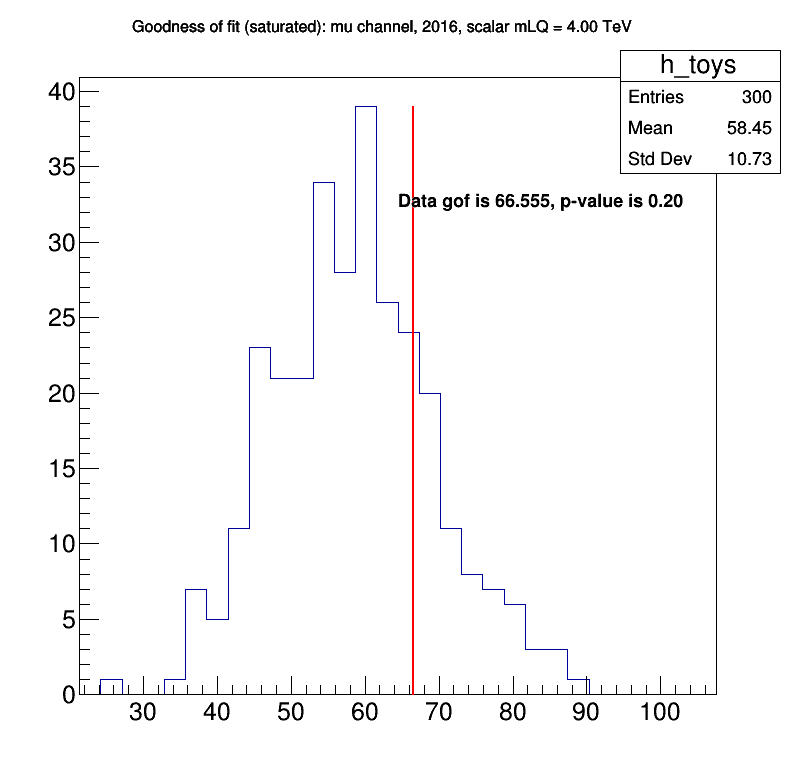 Goodness of fit (saturated): mu channel, 2016, scalar mLQ = 4.00 TeV
h_toys
Entries 300
Mean 58.45
Std Dev 10.73
Data gof is 66.555, p-value is 0.20
40
35
30
25
20
15
10
5
0
30 40 50 60 70 80 90 100